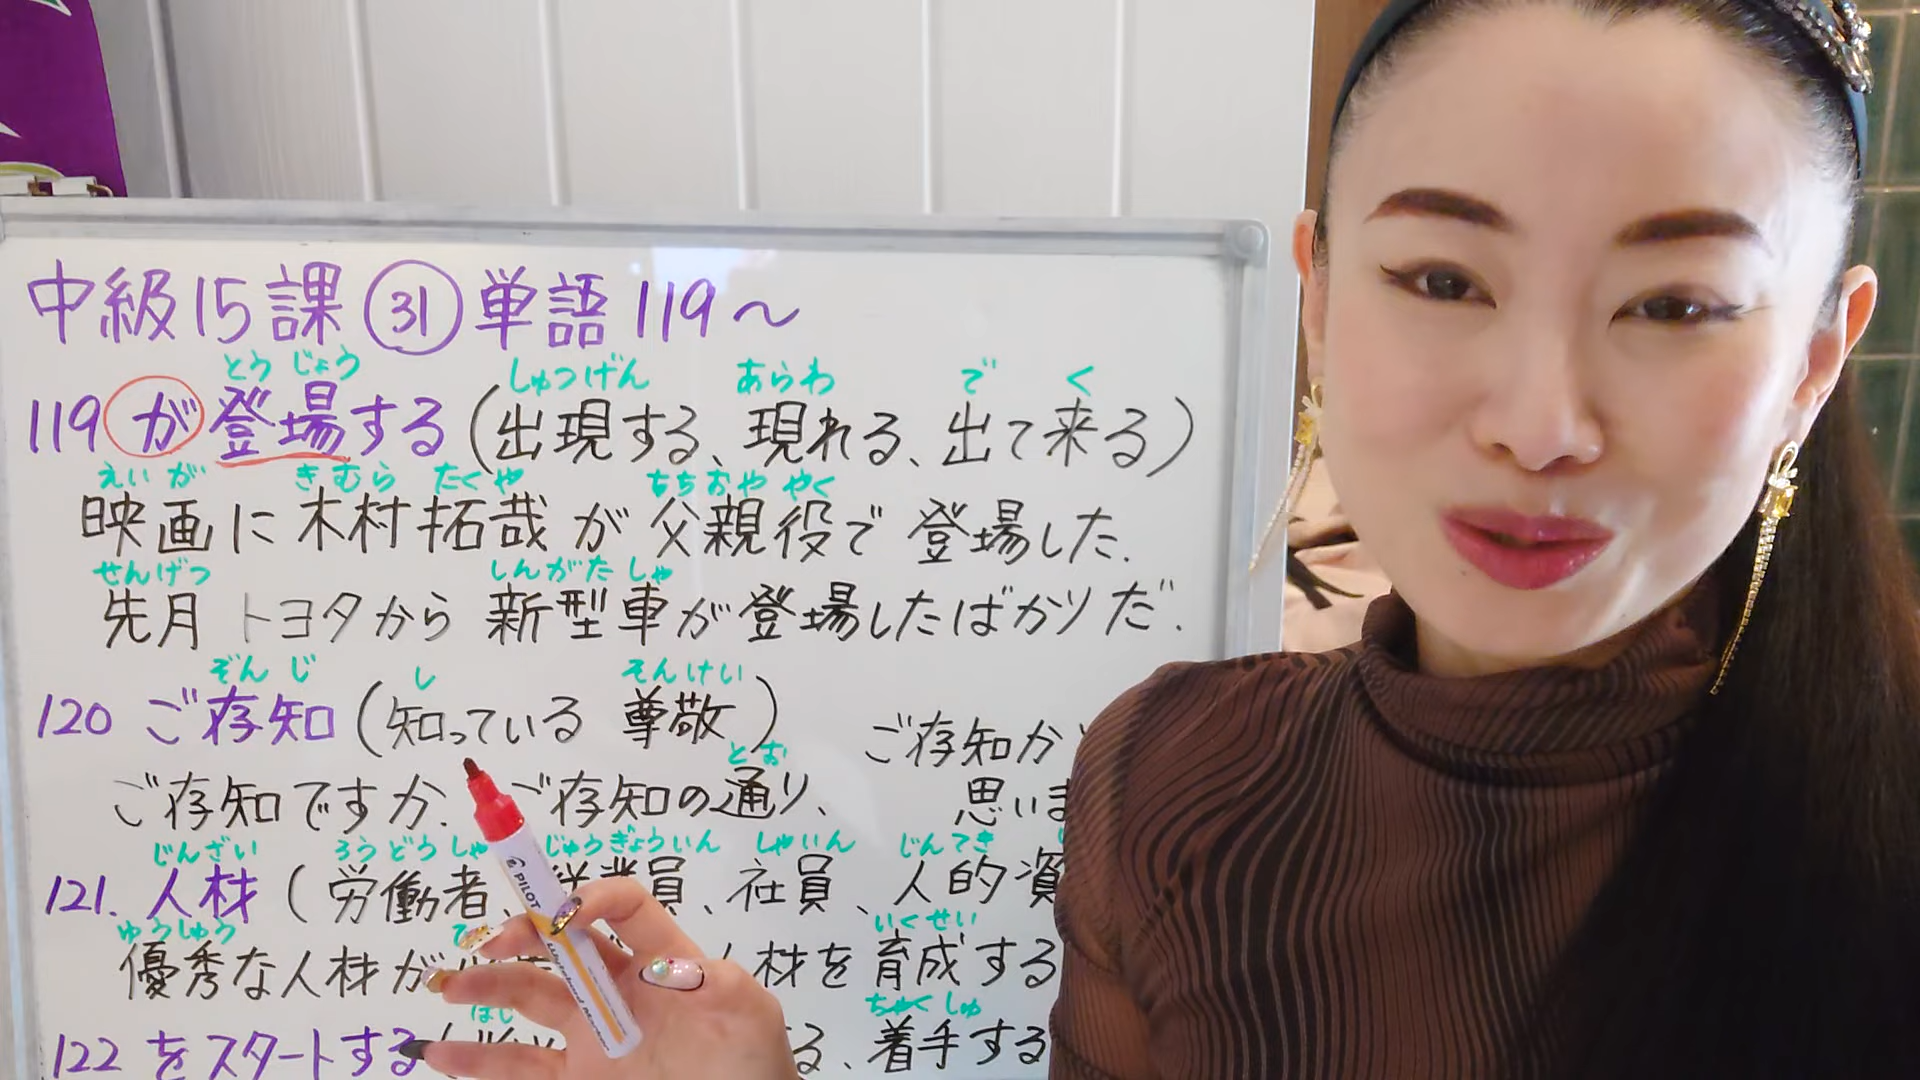 中級15課 ㉛ 単語119〜
とう じょう しゅつげん あらわ で く
119 が登場する(出現する、現れる、出て来る)
えい が き むら たくや ちちおや やく
映画に木村拓哉が父親役で登場した.
せんげつ しんがたしゃ
先月トヨタから新型車が登場したばかりだ.
ぞん じ し そんけい
120 ご存知(知っている 尊敬)
ご存知か
とお
ご存知ですか. ご存知の通り、
思い
じんざい ろうどうしゃ じゅうぎょういん しゃいん じんてき
121. 人材(労働者、従業員、社員、人的資
ゆうしゅう いくせい
優秀な人材が 人材を育成する
ちゃくしゅ
122 をスタートする( る、着手する
PILOT